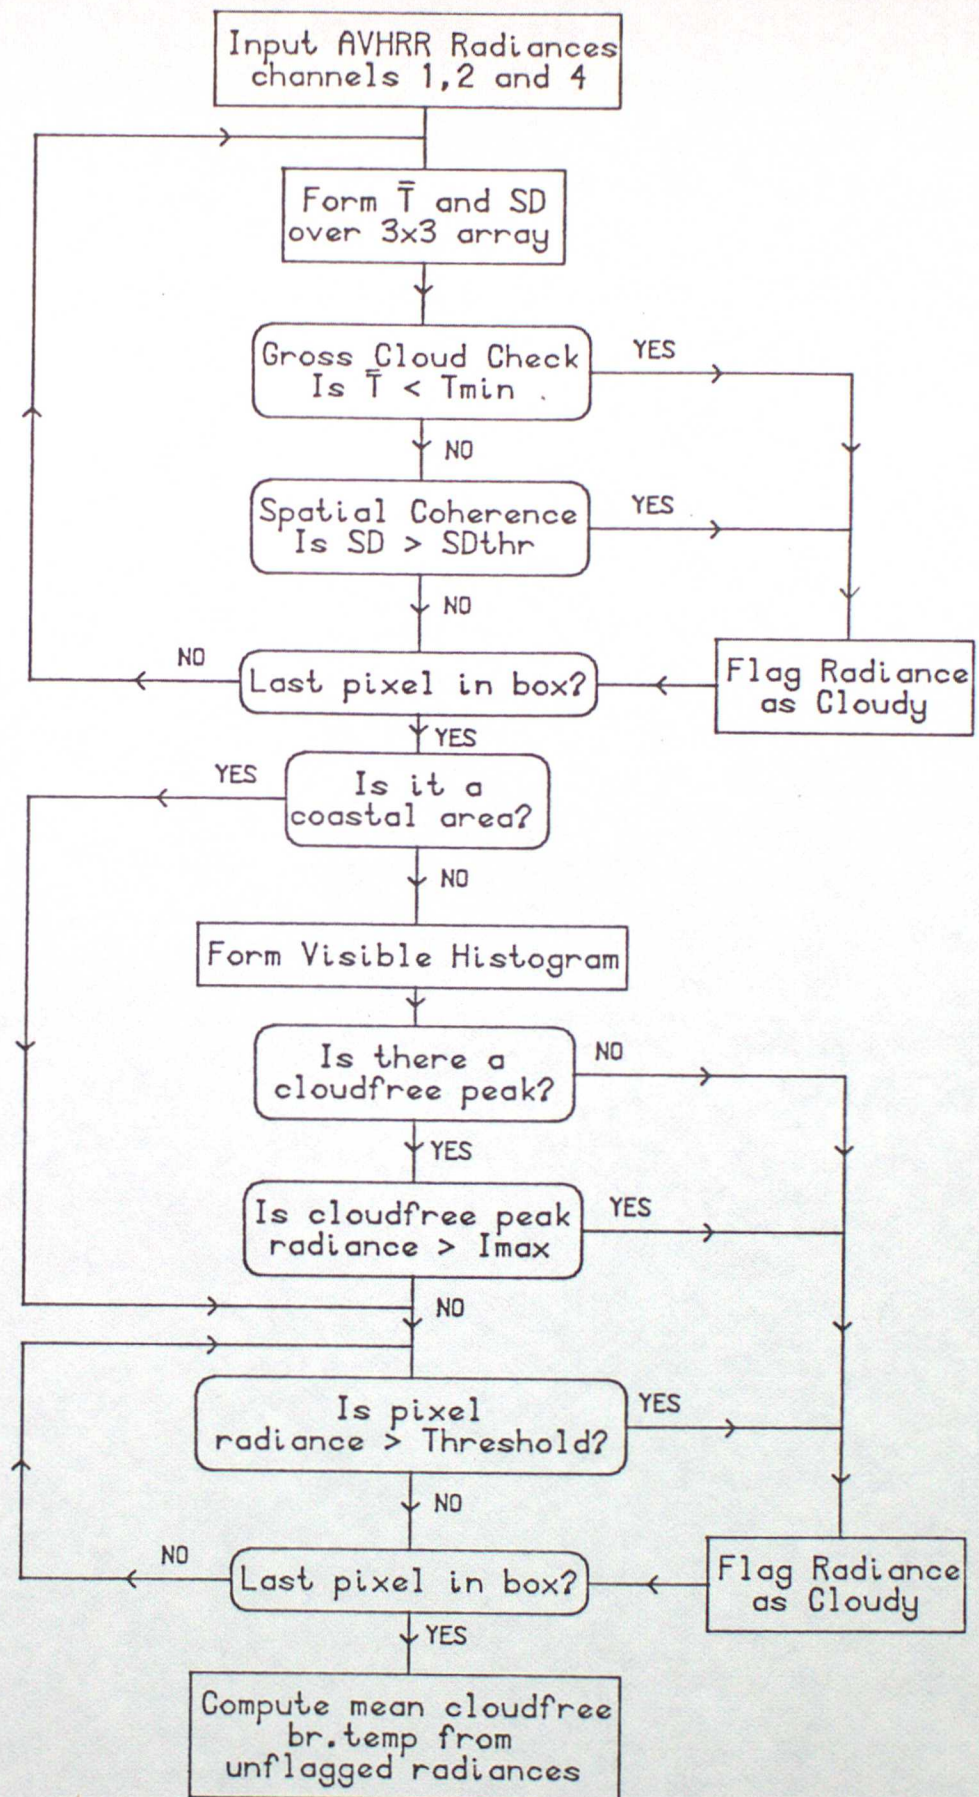 Input AVHRR Radiances
channels 1,2 and 4
Form T̄ and SD
over 3x3 array
Gross Cloud Check
Is T̄ < Tmin
YES
NO
Spatial Coherence
Is SD > SDthr
YES
NO
NO
Last pixel in box?
Flag Radiance
as Cloudy
YES
YES
Is it a
coastal area?
NO
Form Visible Histogram
Is there a
cloudfree peak?
NO
YES
Is cloudfree peak
radiance > Imax
YES
NO
Is pixel
radiance > Threshold?
YES
NO
NO
Last pixel in box?
Flag Radiance
as Cloudy
YES
Compute mean cloudfree
br.temp from
unflagged radiances